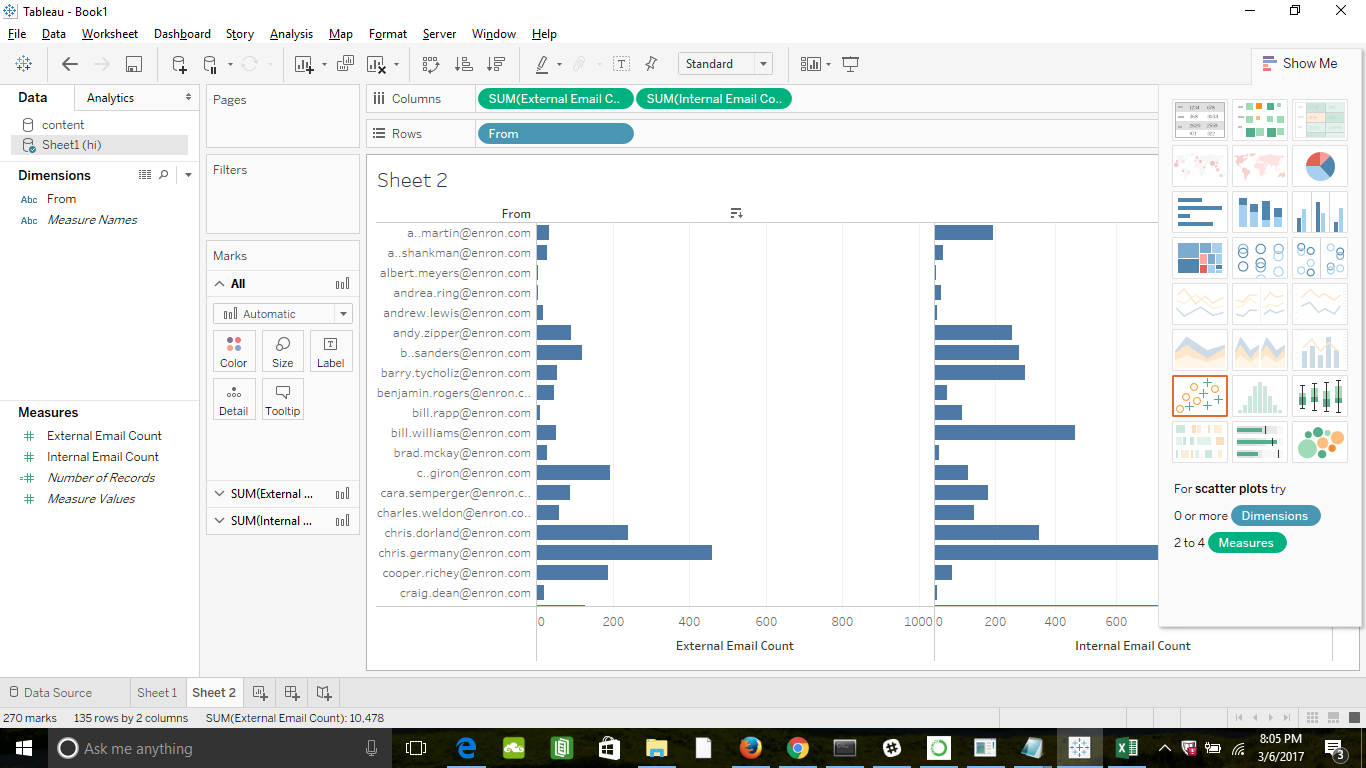 Tableau - Book1
File Data Worksheet Dashboard Story Analysis Map Format Server Window Help
Standard
Show Me
Data
Analytics
content
Sheet1 (hi)
Dimensions
Abc From
Abc Measure Names
Measures
External Email Count
Internal Email Count
Number of Records
Measure Values
Pages
Filters
Marks
All
Automatic
Color Size Label
Detail Tooltip
SUM(External ...
SUM(Internal ...
Columns SUM(External Email C.. SUM(Internal Email Co..
Rows From
Sheet 2
From
a..martin@enron.com
a..shankman@enron.com
albert.meyers@enron.com
andrea.ring@enron.com
andrew.lewis@enron.com
andy.zipper@enron.com
b..sanders@enron.com
barry.tycholiz@enron.com
benjamin.rogers@enron.c..
bill.rapp@enron.com
bill.williams@enron.com
brad.mckay@enron.com
c..giron@enron.com
cara.semperger@enron.c..
charles.weldon@enron.co..
chris.dorland@enron.com
chris.germany@enron.com
cooper.richey@enron.com
craig.dean@enron.com
0 200 400 600 800 1000 0 200 400 600
External Email Count Internal Email Count
For scatter plots try
0 or more Dimensions
2 to 4 Measures
Data Source Sheet 1 Sheet 2
270 marks 135 rows by 2 columns SUM(External Email Count): 10,478
Ask me anything
8:05 PM
3/6/2017
3